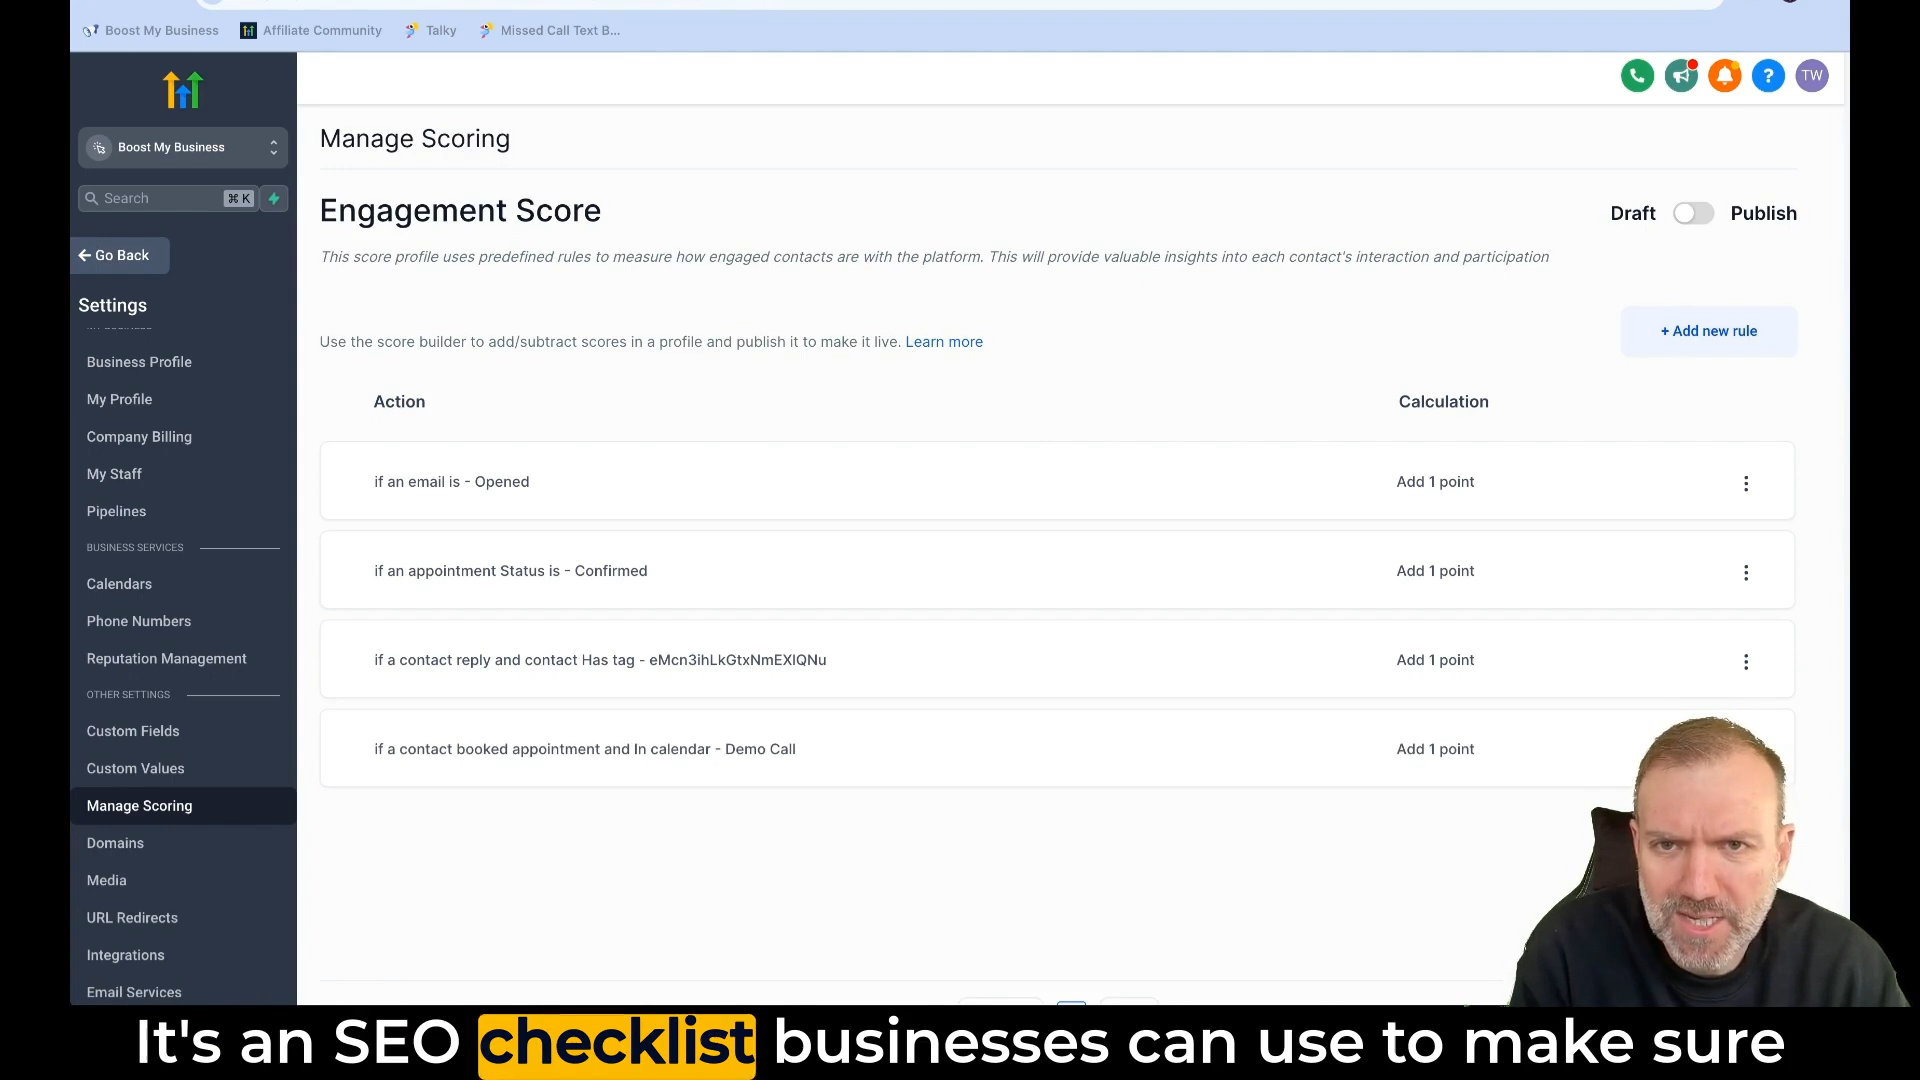 Boost My Business
Affiliate Community
Talky
Missed Call Text B...
TW
Boost My Business
Search
⌘ K
Go Back
Settings
Business Profile
My Profile
Company Billing
My Staff
Pipelines
BUSINESS SERVICES
Calendars
Phone Numbers
Reputation Management
OTHER SETTINGS
Custom Fields
Custom Values
Manage Scoring
Domains
Media
URL Redirects
Integrations
Email Services
Manage Scoring
Engagement Score
Draft
Publish
This score profile uses predefined rules to measure how engaged contacts are with the platform. This will provide valuable insights into each contact's interaction and participation
Use the score builder to add/subtract scores in a profile and publish it to make it live. Learn more
+ Add new rule
Action
Calculation
if an email is - Opened
Add 1 point
if an appointment Status is - Confirmed
Add 1 point
if a contact reply and contact Has tag - eMcn3ihLkGtxNmEXlQNu
Add 1 point
if a contact booked appointment and In calendar - Demo Call
Add 1 point
It's an SEO checklist businesses can use to make sure